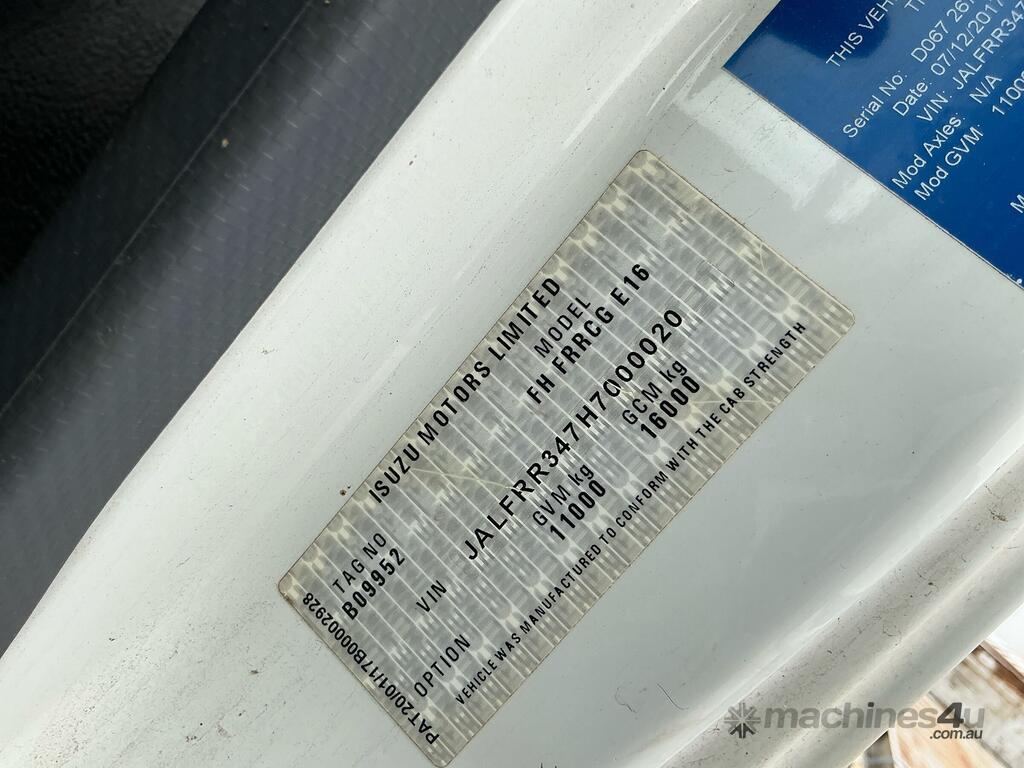 ISUZU MOTORS LIMITED
TAG NO
MODEL
B09952
FH FRRCG E16
VIN
JALFRR347H7000020
GVM kg
GCM kg
OPTION
11000
16000
VEHICLE WAS MANUFACTURED TO CONFORM WITH THE CAB STRENGTH
PAT20/01/17B00002928
THIS VEH
Serial No: D067 26
Date: 07/12/2017
VIN: JALFRR347
Mod Axles: N/A
Mod GVM: 1100
machines4u
.com.au